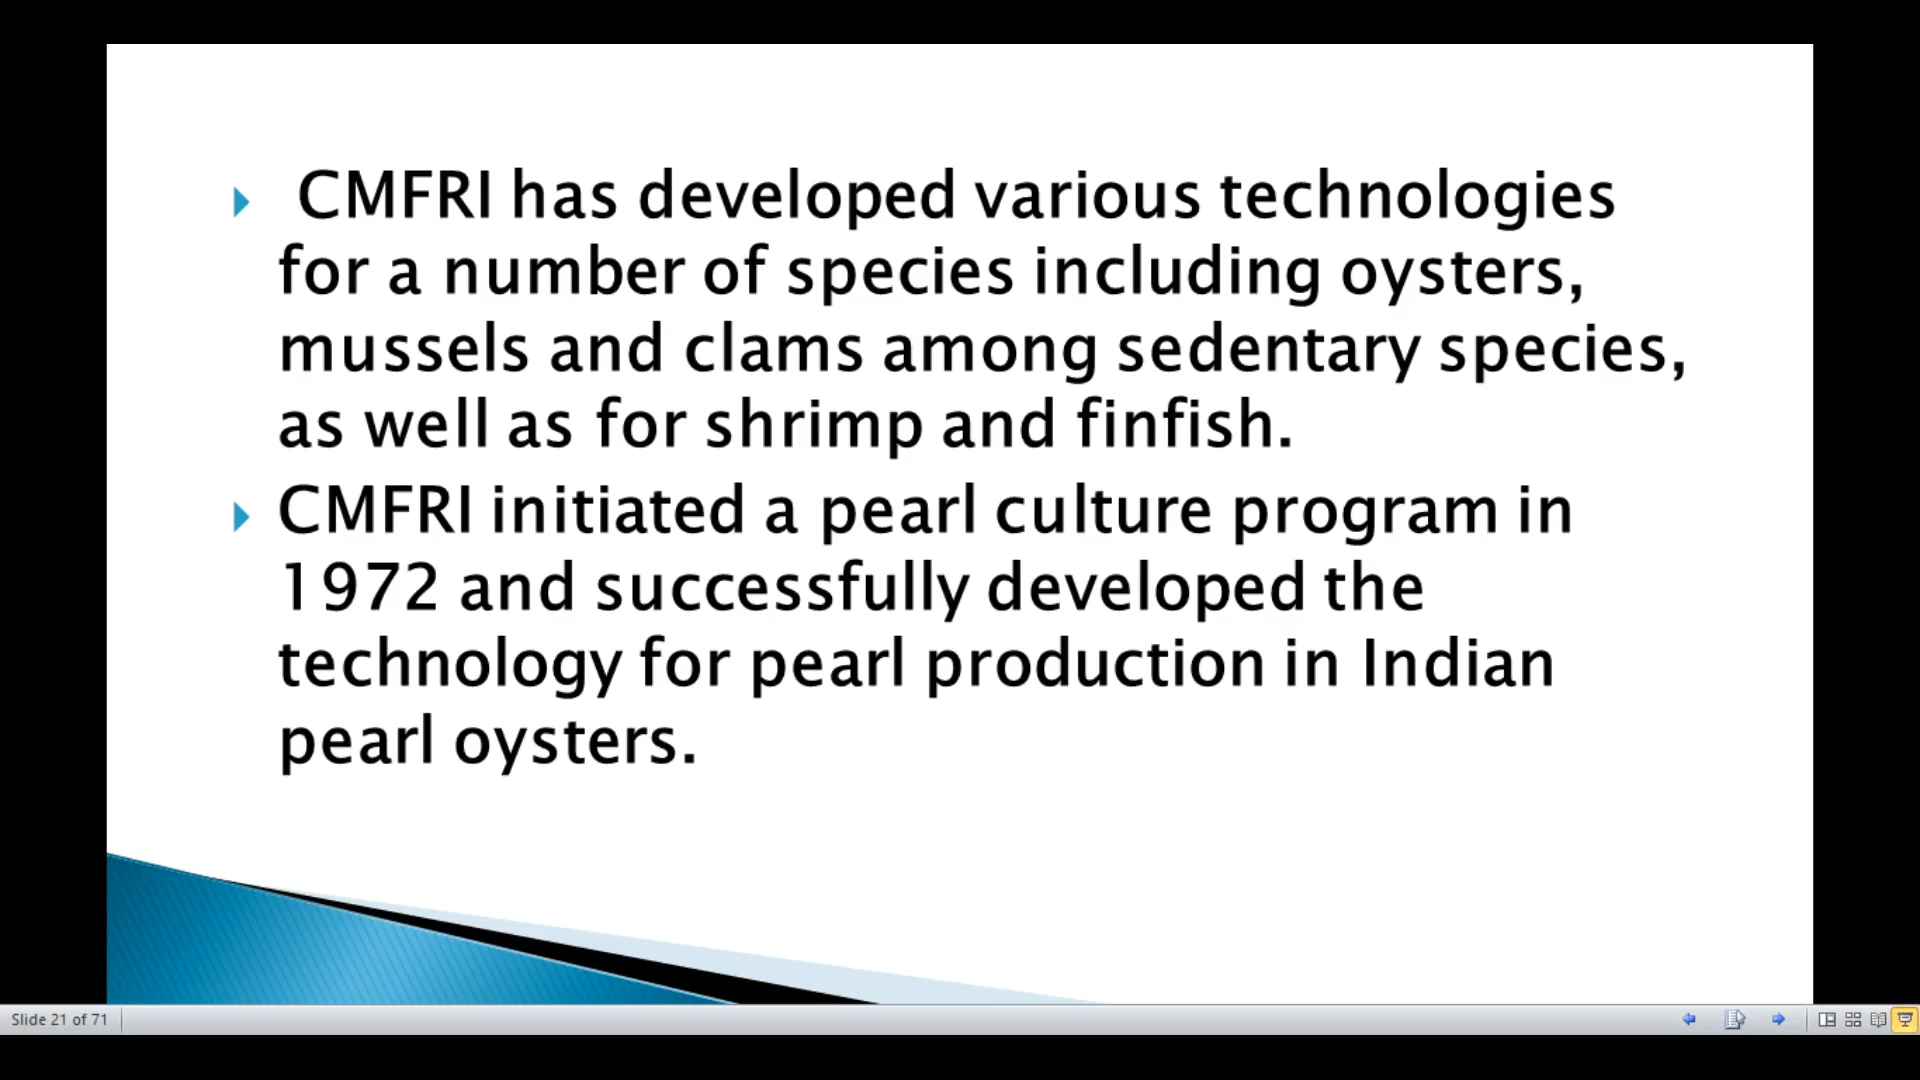 CMFRI has developed various technologies
for a number of species including oysters,
mussels and clams among sedentary species,
as well as for shrimp and finfish.
CMFRI initiated a pearl culture program in
1972 and successfully developed the
technology for pearl production in Indian
pearl oysters.
Slide 21 of 71